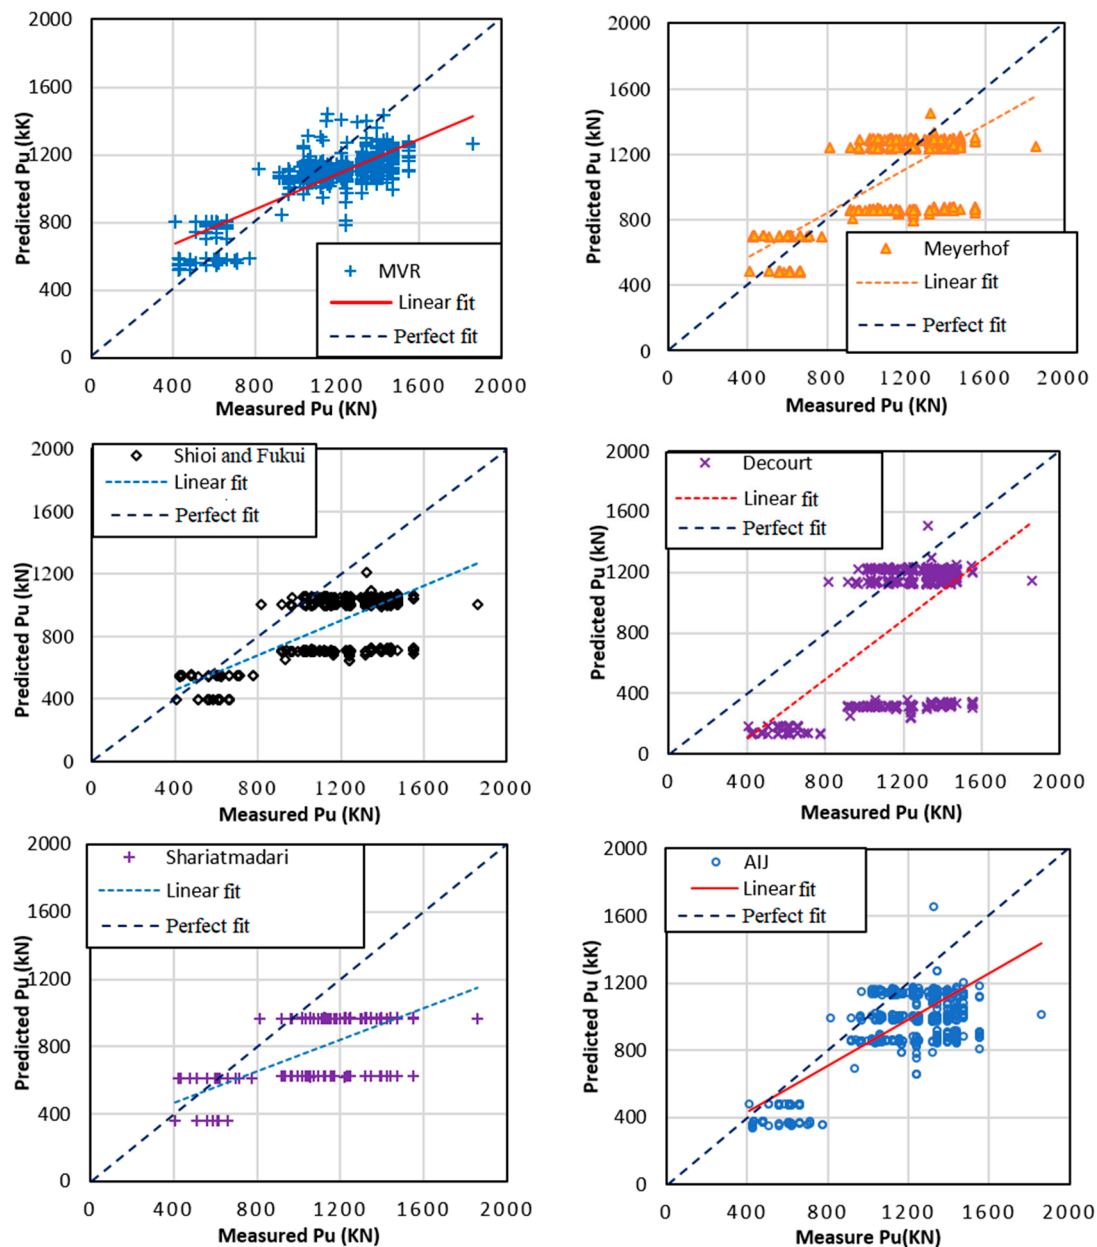 2000
1600
1200
800
400
0
Predicted Pu (kK)
MVR
Linear fit
Perfect fit
0 400 800 1200 1600 2000
Measured Pu (KN)
2000
1600
1200
800
400
0
Predicted Pu (kN)
Meyerhof
Linear fit
Perfect fit
0 400 800 1200 1600 2000
Measured Pu (KN)
2000
1600
1200
800
400
0
Predicted Pu (kN)
Shioi and Fukui
Linear fit
Perfect fit
0 400 800 1200 1600 2000
Measured Pu (KN)
2000
1600
1200
800
400
0
Predicted Pu (kN)
Decourt
Linear fit
Perfect fit
0 400 800 1200 1600 2000
Measured Pu (KN)
2000
1600
1200
800
400
0
Predicted Pu (kN)
Shariatmadari
Linear fit
Perfect fit
0 400 800 1200 1600 2000
Measured Pu (KN)
2000
1600
1200
800
400
0
Predicted Pu (kK)
AIJ
Linear fit
Perfect fit
0 400 800 1200 1600 2000
Measure Pu(KN)